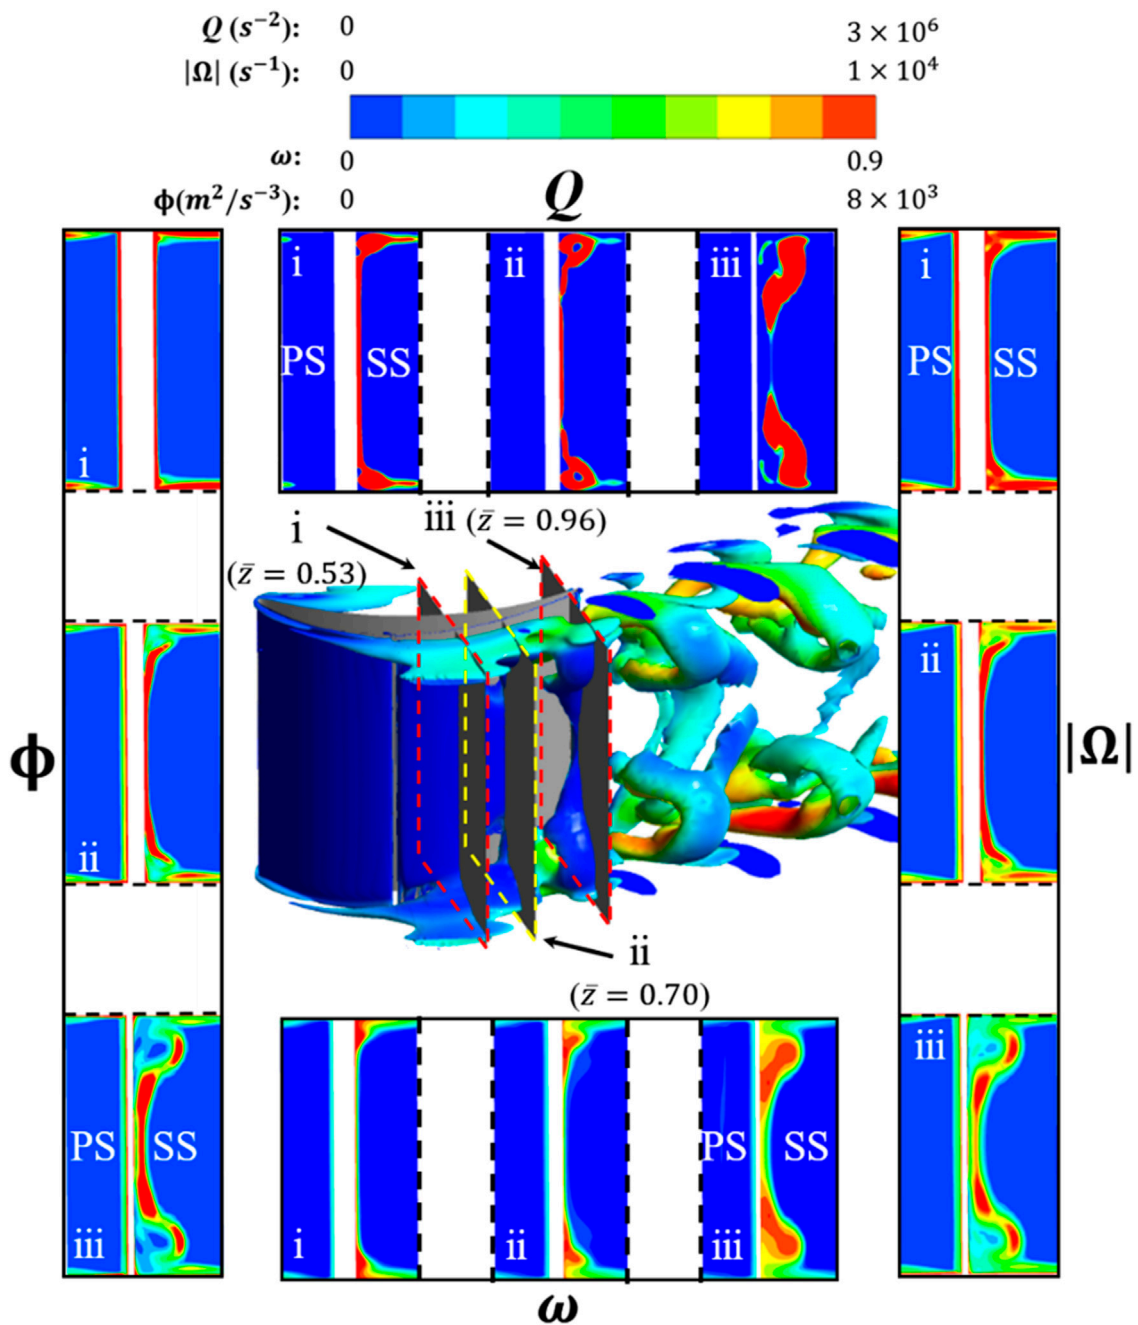 Q (s⁻²): 0 3 × 10⁶
|Ω| (s⁻¹): 0 1 × 10⁴
ω: 0 0.9
ϕ(m²/s⁻³): 0 8 × 10³
Q
i ii iii i
PS SS PS SS
i
i iii (z̄ = 0.96)
(z̄ = 0.53)
ii
ϕ |Ω|
ii
ii
(z̄ = 0.70)
iii
PS SS PS SS
iii i ii iii
ω